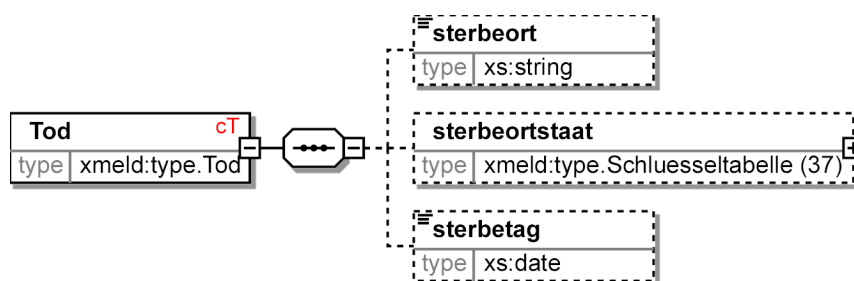 sterbeort
type xs:string
Tod cT
type xmeld:type.Tod
sterbeortstaat
type xmeld:type.Schluesseltabelle (37)
sterbetag
type xs:date